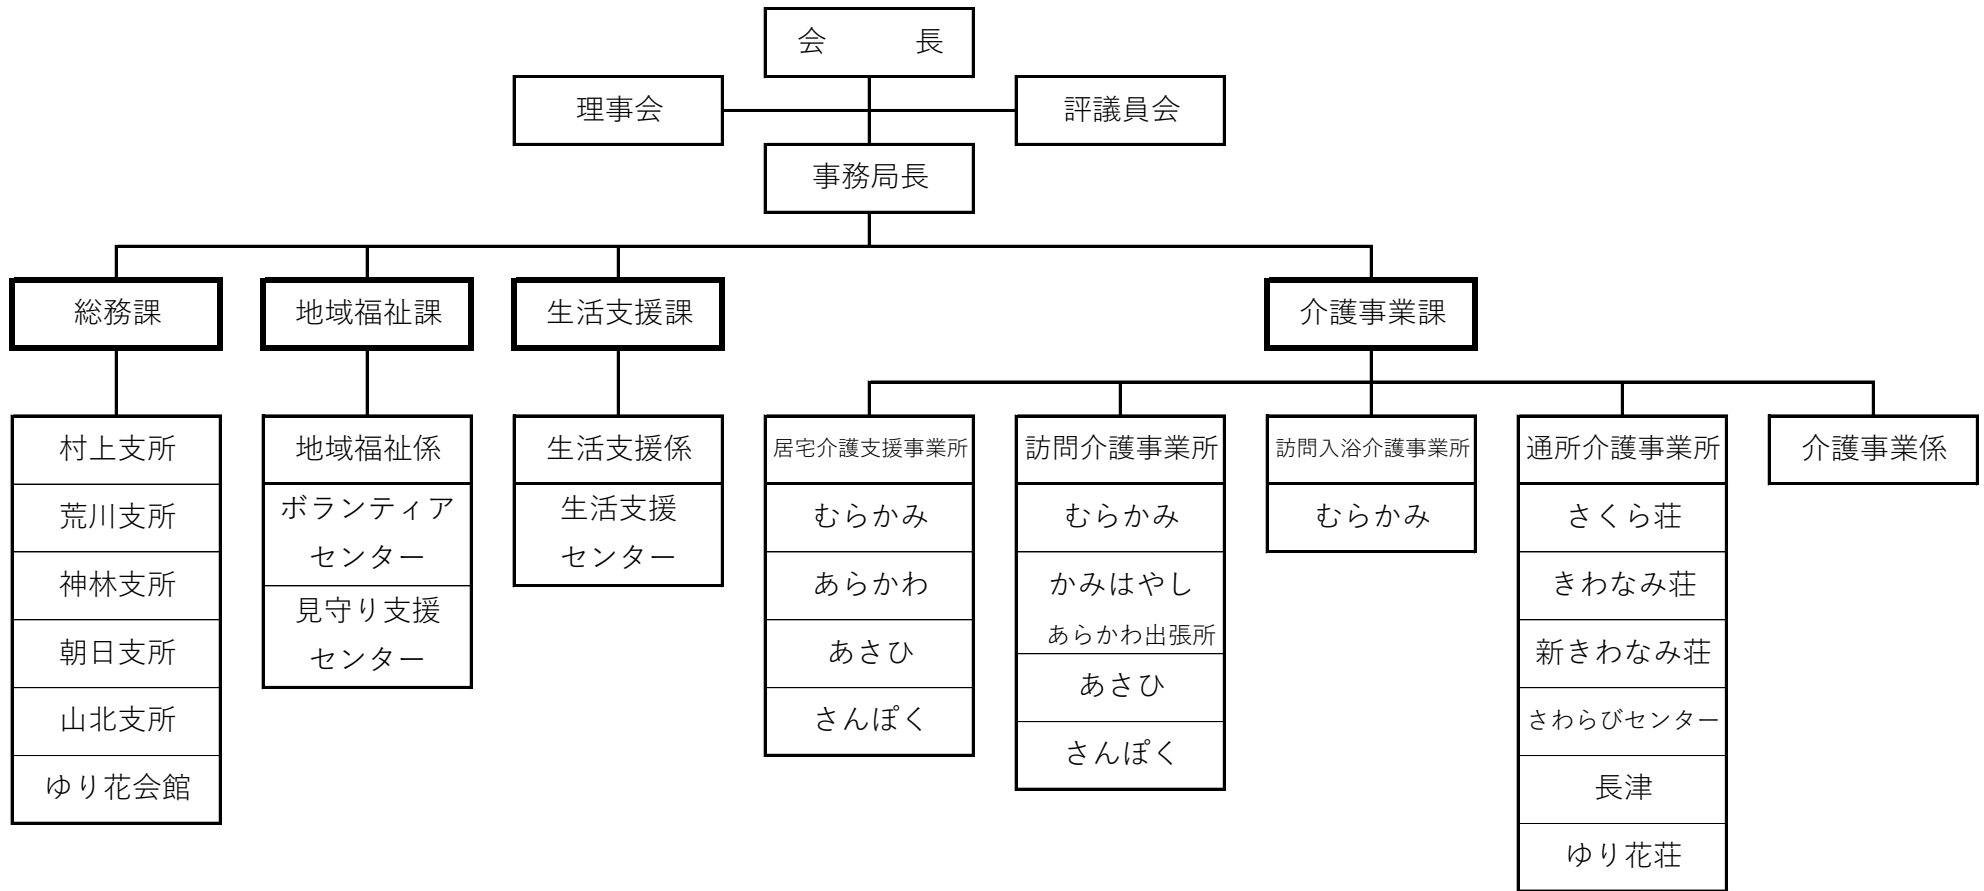 会　　　長
理事会
評議員会
事務局長
総務課
地域福祉課
生活支援課
介護事業課
村上支所
荒川支所
神林支所
朝日支所
山北支所
ゆり花会館
地域福祉係
ボランティア
センター
見守り支援
センター
生活支援係
生活支援
センター
居宅介護支援事業所
むらかみ
あらかわ
あさひ
さんぽく
訪問介護事業所
むらかみ
かみはやし
あらかわ出張所
あさひ
さんぽく
訪問入浴介護事業所
むらかみ
通所介護事業所
さくら荘
きわなみ荘
新きわなみ荘
さわらびセンター
長津
ゆり花荘
介護事業係